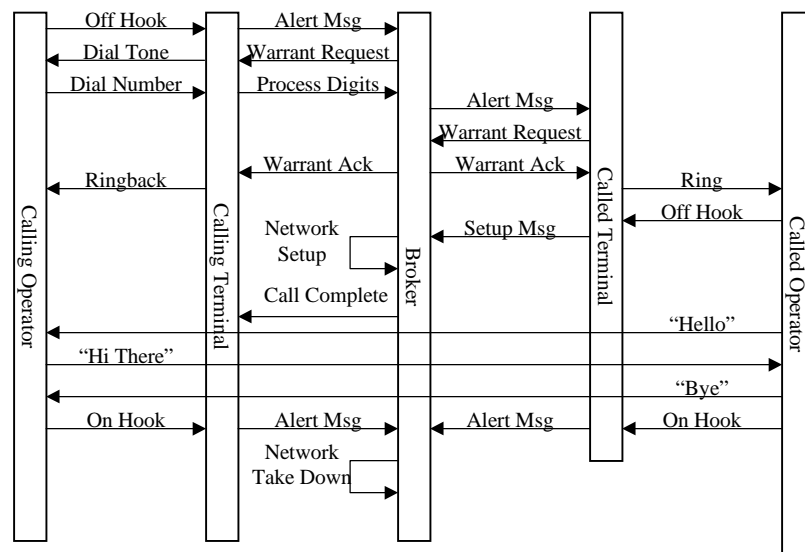 Off Hook
Alert Msg
Dial Tone
Warrant Request
Dial Number
Process Digits
Alert Msg
Warrant Request
Warrant Ack
Warrant Ack
Ringback
Ring
Off Hook
Network
Setup
Setup Msg
Calling Operator
Calling Terminal
Broker
Called Terminal
Called Operator
Call Complete
“Hello”
“Hi There”
“Bye”
On Hook
Alert Msg
Alert Msg
On Hook
Network
Take Down